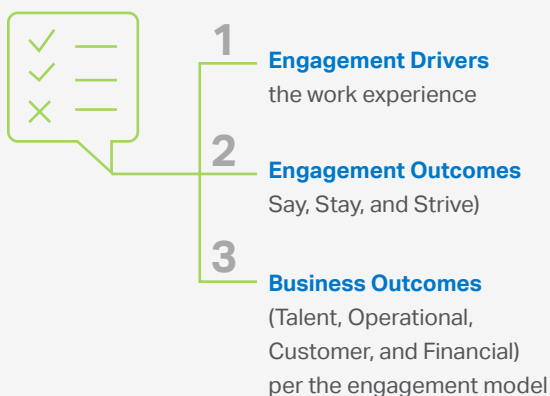 1
Engagement Drivers
the work experience
2
Engagement Outcomes
Say, Stay, and Strive)
3
Business Outcomes
(Talent, Operational,
Customer, and Financial)
per the engagement model